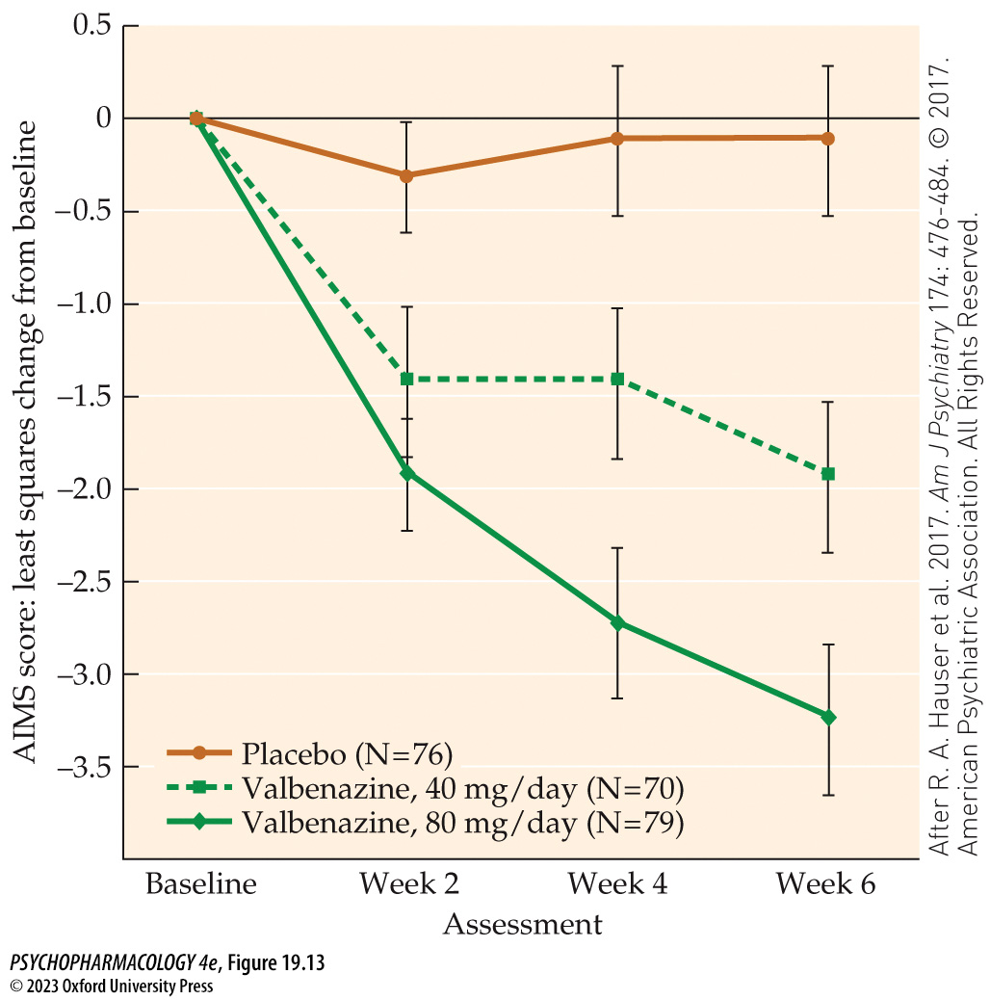 AIMS score: least squares change from baseline
0.5
0
–0.5
–1.0
–1.5
–2.0
–2.5
–3.0
–3.5
Placebo (N=76)
Valbenazine, 40 mg/day (N=70)
Valbenazine, 80 mg/day (N=79)
Baseline
Week 2
Week 4
Week 6
Assessment
After R. A. Hauser et al. 2017. Am J Psychiatry 174: 476-484. © 2017.
American Psychiatric Association. All Rights Reserved.
PSYCHOPHARMACOLOGY 4e, Figure 19.13
© 2023 Oxford University Press